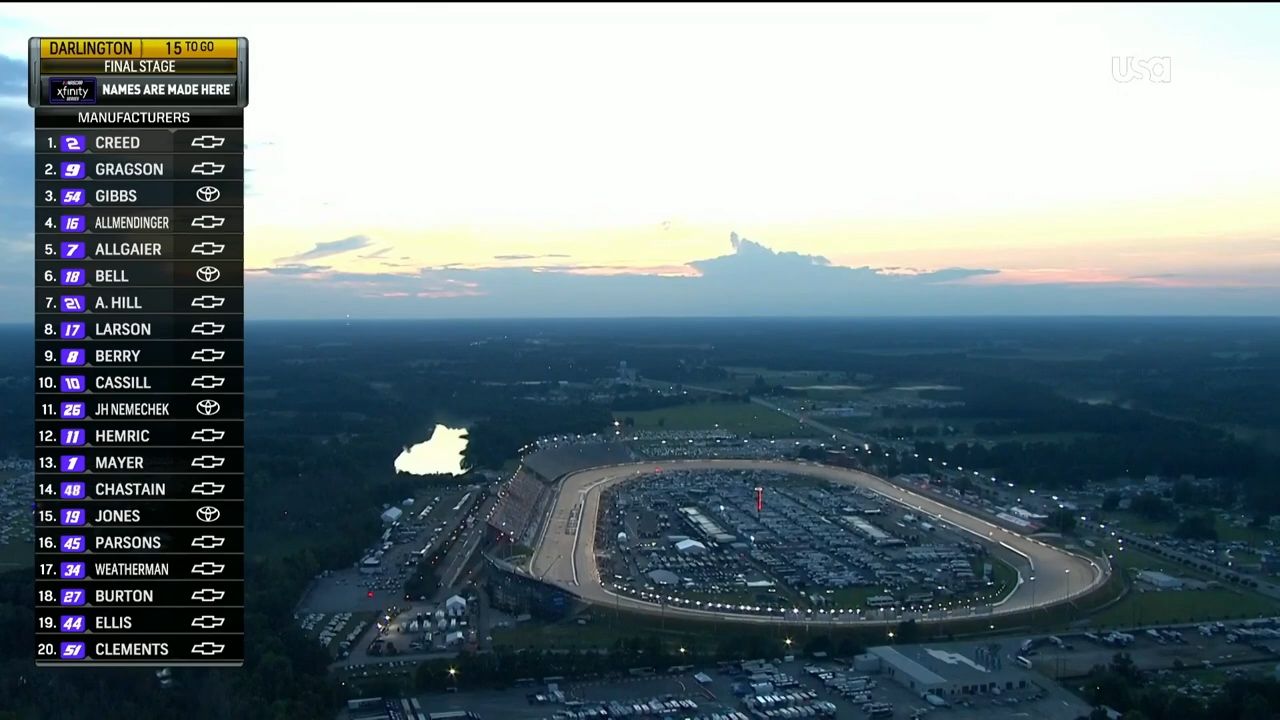 DARLINGTON 15 TO GO
FINAL STAGE
NASCAR xfinity SERIES NAMES ARE MADE HERE
MANUFACTURERS
1. 2 CREED
2. 9 GRAGSON
3. 54 GIBBS
4. 16 ALLMENDINGER
5. 7 ALLGAIER
6. 18 BELL
7. 21 A. HILL
8. 17 LARSON
9. 8 BERRY
10. 10 CASSILL
11. 26 JH NEMECHEK
12. 11 HEMRIC
13. 1 MAYER
14. 48 CHASTAIN
15. 19 JONES
16. 45 PARSONS
17. 34 WEATHERMAN
18. 27 BURTON
19. 44 ELLIS
20. 51 CLEMENTS
usa